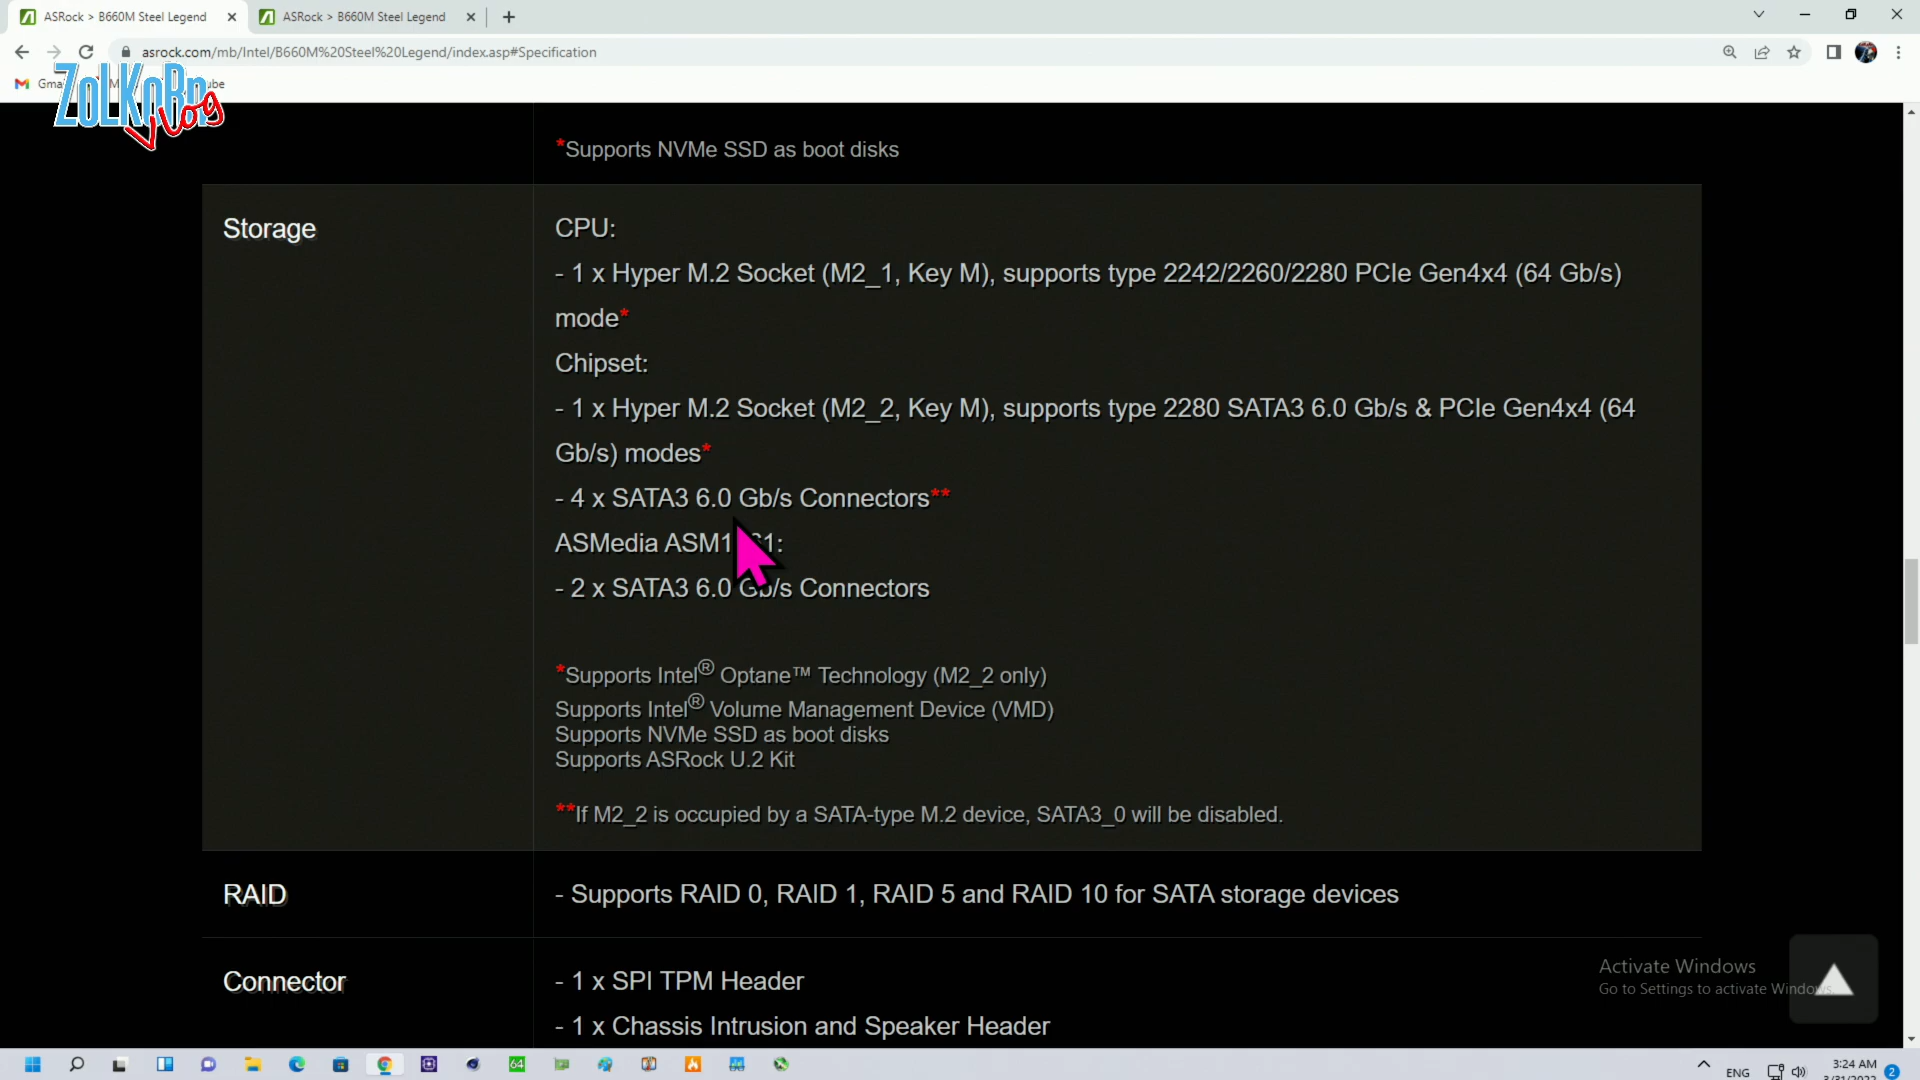 ASRock > B660M Steel Legend
ASRock > B660M Steel Legend
asrock.com/mb/Intel/B660M%20Steel%20Legend/index.asp#Specification
ZOLKORN
Vlog
*Supports NVMe SSD as boot disks
Storage
CPU:
- 1 x Hyper M.2 Socket (M2_1, Key M), supports type 2242/2260/2280 PCIe Gen4x4 (64 Gb/s)
mode*
Chipset:
- 1 x Hyper M.2 Socket (M2_2, Key M), supports type 2280 SATA3 6.0 Gb/s & PCIe Gen4x4 (64
Gb/s) modes*
- 4 x SATA3 6.0 Gb/s Connectors**
ASMedia
- 2 x SATA3 6.0 Gb/s Connectors
*Supports Intel® Optane™ Technology (M2_2 only)
Supports Intel® Volume Management Device (VMD)
Supports NVMe SSD as boot disks
Supports ASRock U.2 Kit
**If M2_2 is occupied by a SATA-type M.2 device, SATA3_0 will be disabled.
RAID
- Supports RAID 0, RAID 1, RAID 5 and RAID 10 for SATA storage devices
Connector
- 1 x SPI TPM Header
- 1 x Chassis Intrusion and Speaker Header
Activate Windows
Go to Settings to activate Windows.
64
ENG
3:24 AM
2